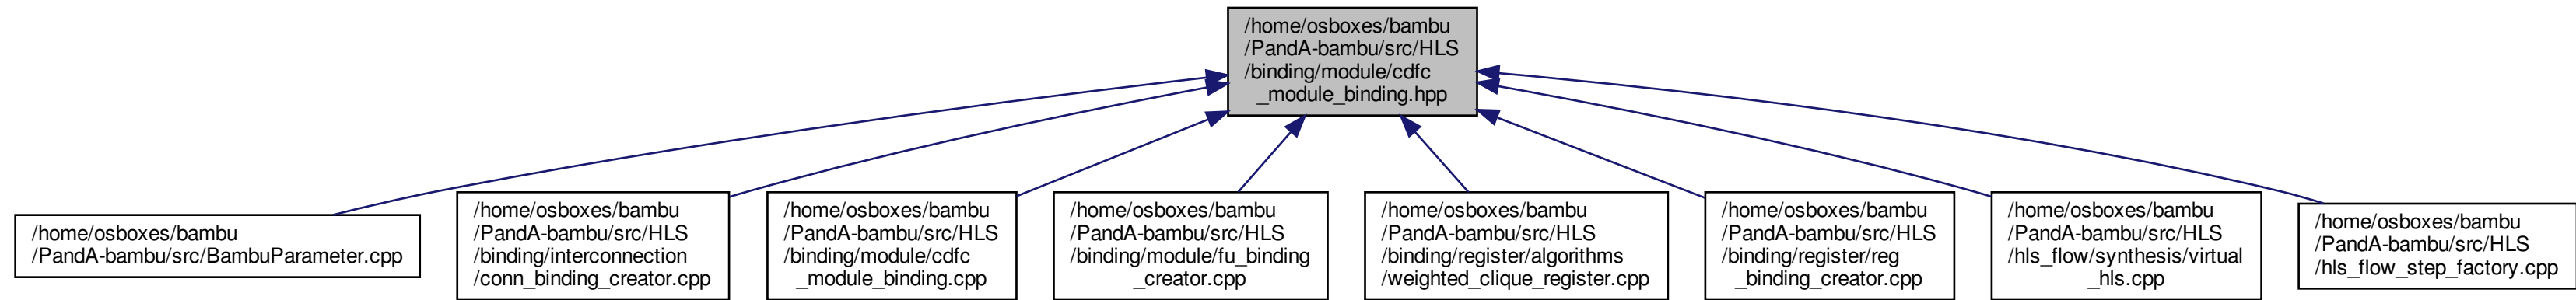 /home/osboxes/bambu
/PandA-bambu/src/HLS
/binding/module/cdfc
_module_binding.hpp
/home/osboxes/bambu
/PandA-bambu/src/BambuParameter.cpp
/home/osboxes/bambu
/PandA-bambu/src/HLS
/binding/interconnection
/conn_binding_creator.cpp
/home/osboxes/bambu
/PandA-bambu/src/HLS
/binding/module/cdfc
_module_binding.cpp
/home/osboxes/bambu
/PandA-bambu/src/HLS
/binding/module/fu_binding
_creator.cpp
/home/osboxes/bambu
/PandA-bambu/src/HLS
/binding/register/algorithms
/weighted_clique_register.cpp
/home/osboxes/bambu
/PandA-bambu/src/HLS
/binding/register/reg
_binding_creator.cpp
/home/osboxes/bambu
/PandA-bambu/src/HLS
/hls_flow/synthesis/virtual
_hls.cpp
/home/osboxes/bambu
/PandA-bambu/src/HLS
/hls_flow_step_factory.cpp